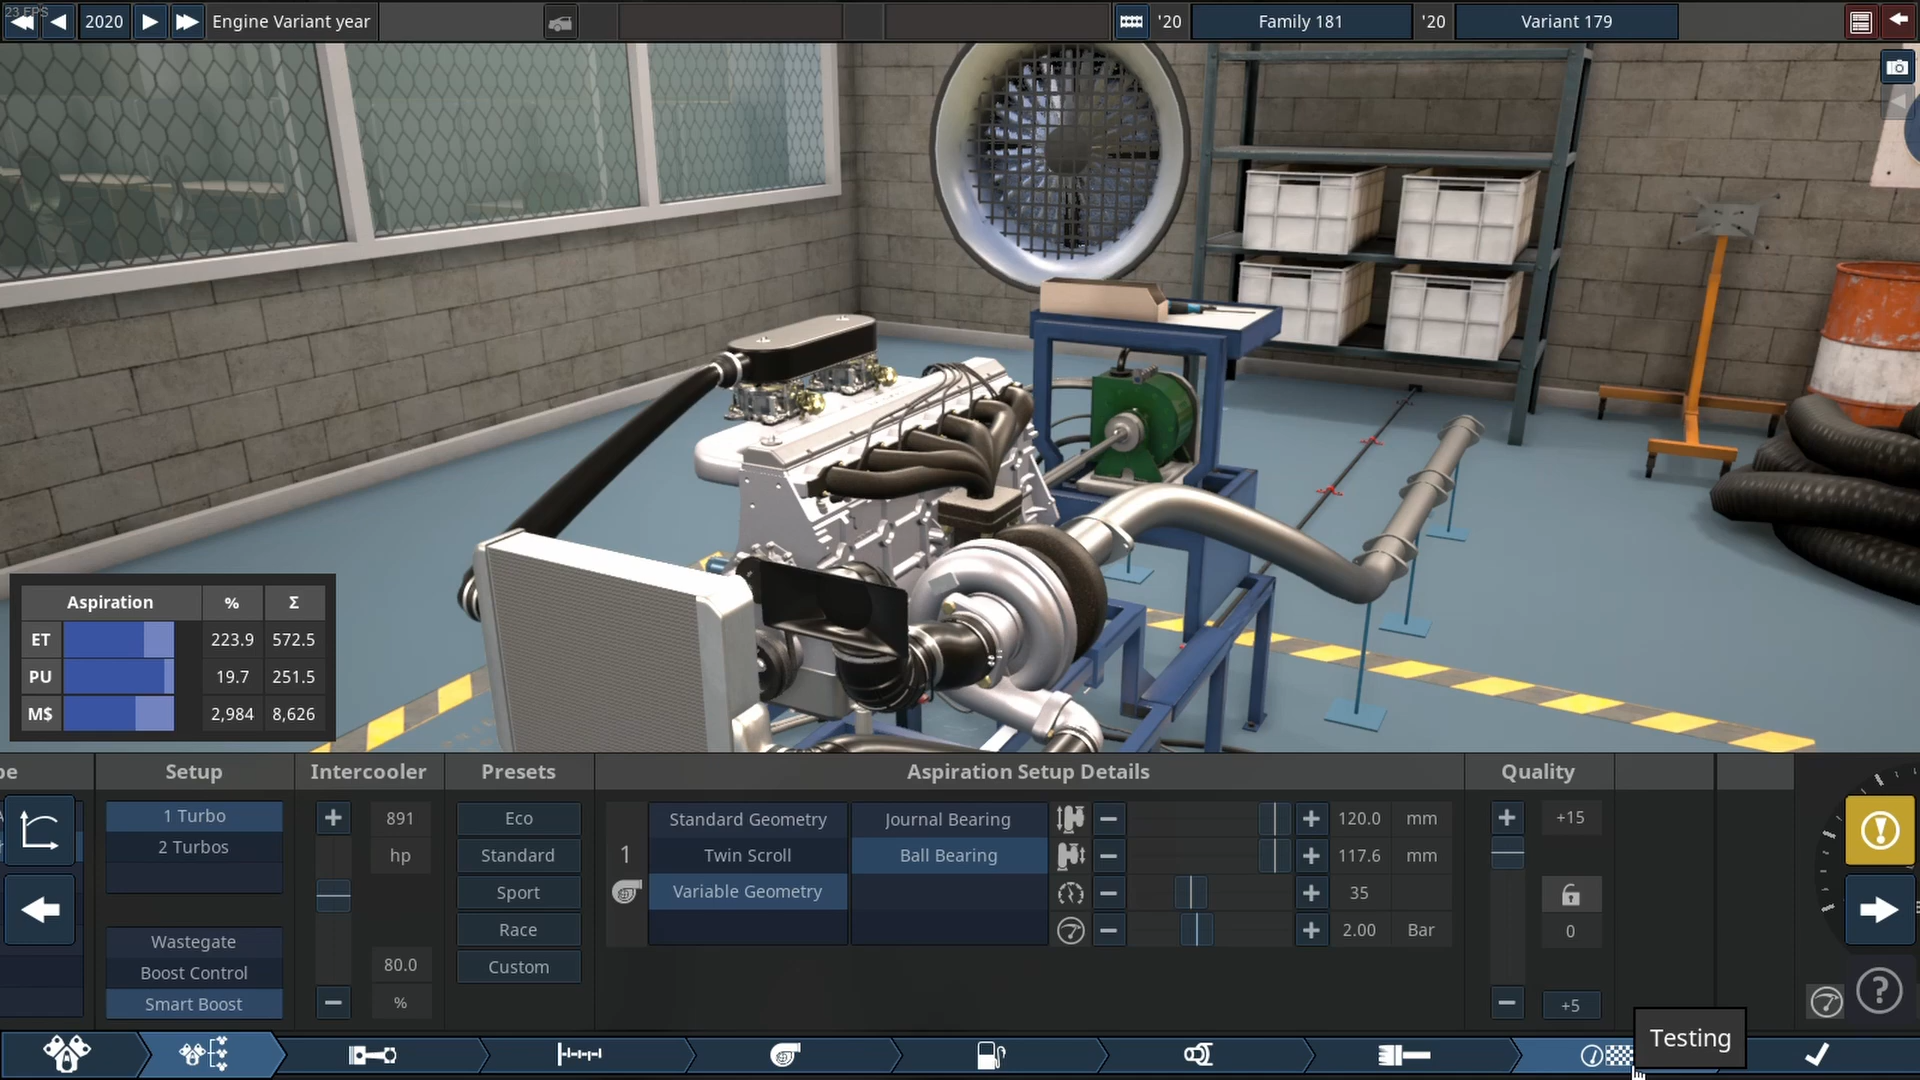 23 FPS
2020
Engine Variant year
'20
Family 181
'20
Variant 179
Aspiration % Σ
ET 223.9 572.5
PU 19.7 251.5
M$ 2,984 8,626
Setup
Intercooler
Presets
Aspiration Setup Details
Quality
1 Turbo
2 Turbos
Wastegate
Boost Control
Smart Boost
891
hp
80.0
%
Eco
Standard
Sport
Race
Custom
1
Standard Geometry
Twin Scroll
Variable Geometry
Journal Bearing
Ball Bearing
120.0 mm
117.6 mm
35
2.00 Bar
+15
0
+5
Testing